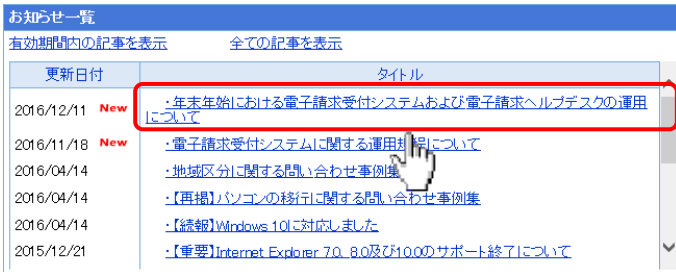 お知らせ一覧
有効期間内の記事を表示 全ての記事を表示
更新日付 タイトル
2016/12/11 New ・年末年始における電子請求受付システムおよび電子請求ヘルプデスクの運用
について
2016/11/18 New ・電子請求受付システムに関する運用規程について
2016/04/14 ・地域区分に関する問い合わせ事例集
2016/04/14 ・【再掲】パソコンの移行に関する問い合わせ事例集
2016/04/14 ・【続報】Windows 10に対応しました
2015/12/21 ・【重要】Internet Explorer 7.0、8.0及び10.0のサポート終了について